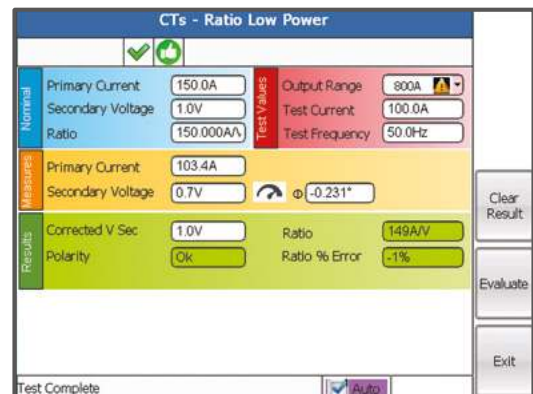 CTs - Ratio Low Power
Nominal
Primary Current 150.0A
Secondary Voltage 1.0V
Ratio 150.000A/V
Test Values
Output Range 800A
Test Current 100.0A
Test Frequency 50.0Hz
Measures
Primary Current 103.4A
Secondary Voltage 0.7V Φ -0.231°
Results
Corrected V Sec 1.0V Ratio 149A/V
Polarity Ok Ratio % Error -1%
Clear
Result
Evaluate
Exit
Test Complete Auto